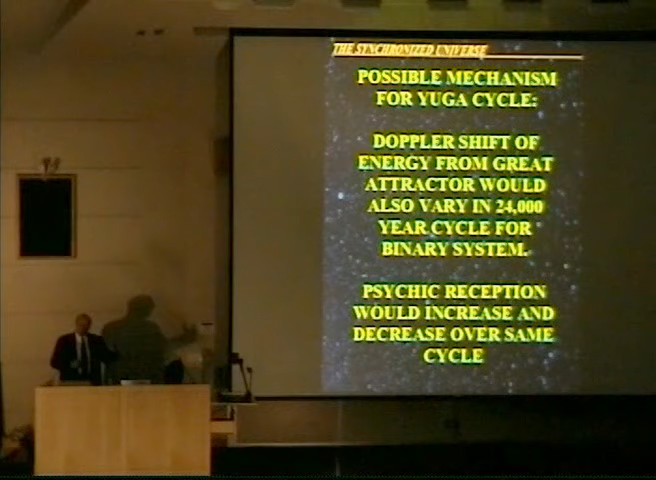 THE SYNCHRONIZED UNIVERSE
POSSIBLE MECHANISM
FOR YUGA CYCLE:
DOPPLER SHIFT OF
ENERGY FROM GREAT
ATTRACTOR WOULD
ALSO VARY IN 24,000
YEAR CYCLE FOR
BINARY SYSTEM.
PSYCHIC RECEPTION
WOULD INCREASE AND
DECREASE OVER SAME
CYCLE